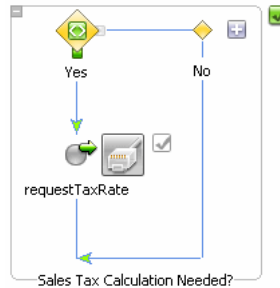 Yes
No
requestTaxRate
Sales Tax Calculation Needed?